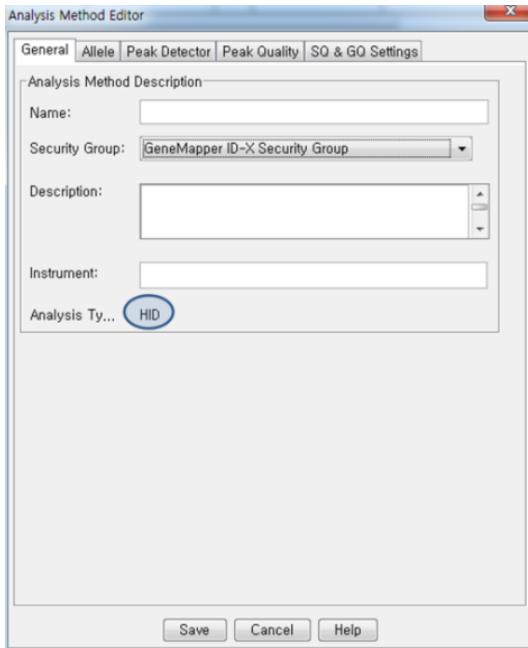 Analysis Method Editor
General Allele Peak Detector Peak Quality SQ & GQ Settings
Analysis Method Description
Name:
Security Group: GeneMapper ID-X Security Group
Description:
Instrument:
Analysis Ty... HID
Save Cancel Help